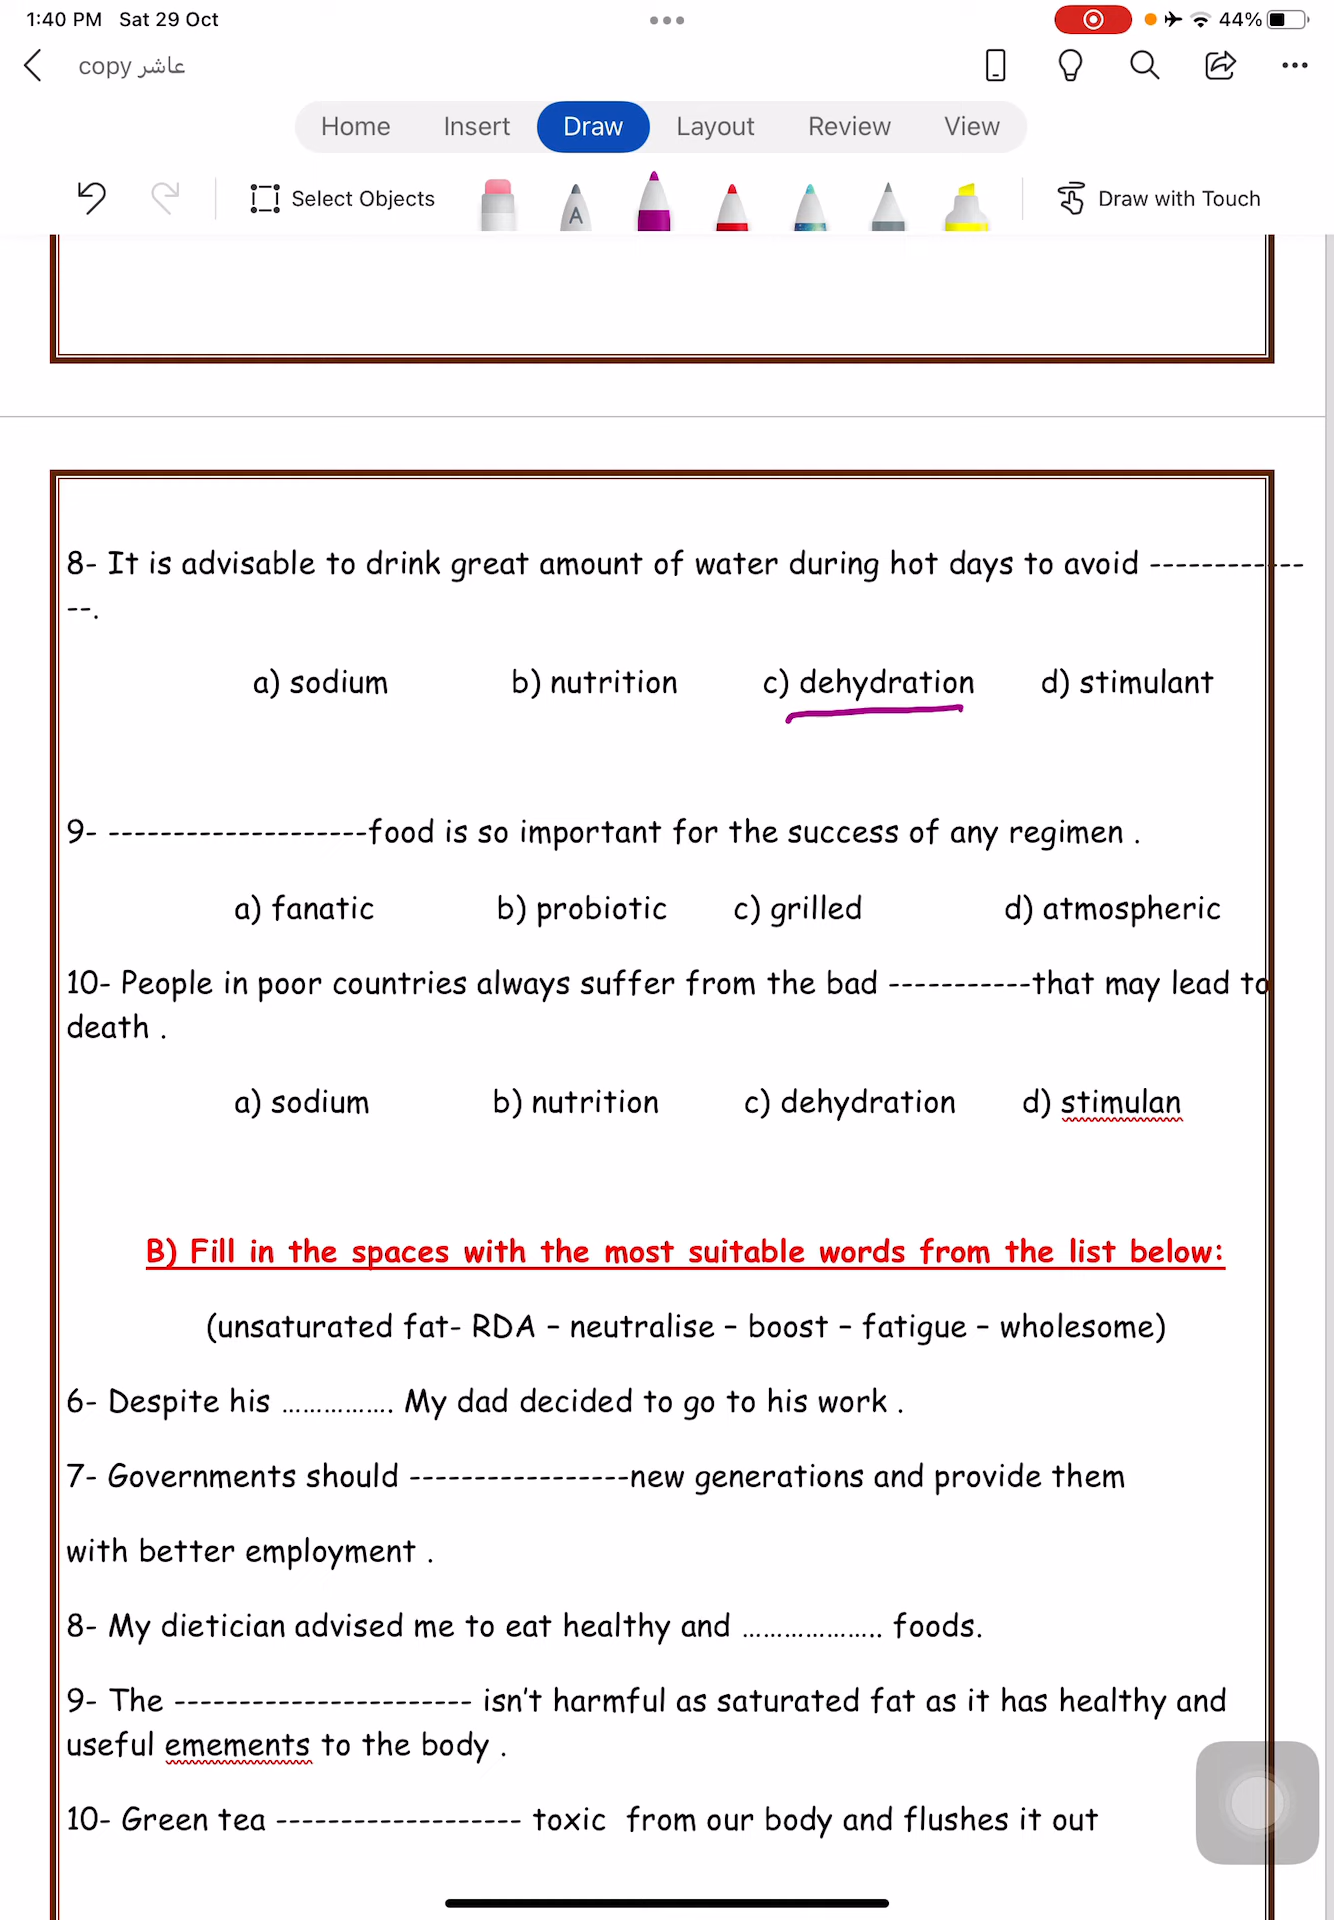 1:40 PM Sat 29 Oct
44%
copy عاشر
Home Insert Draw Layout Review View
Select Objects
A
Draw with Touch
8- It is advisable to drink great amount of water during hot days to avoid --------------
--.
a) sodium b) nutrition c) dehydration d) stimulant
9- --------------------food is so important for the success of any regimen .
a) fanatic b) probiotic c) grilled d) atmospheric
10- People in poor countries always suffer from the bad -----------that may lead to
death .
a) sodium b) nutrition c) dehydration d) stimulan
B) Fill in the spaces with the most suitable words from the list below:
(unsaturated fat- RDA – neutralise – boost – fatigue – wholesome)
6- Despite his ................ My dad decided to go to his work .
7- Governments should -----------------new generations and provide them
with better employment .
8- My dietician advised me to eat healthy and .................... foods.
9- The ----------------------- isn't harmful as saturated fat as it has healthy and
useful emements to the body .
10- Green tea ------------------- toxic from our body and flushes it out